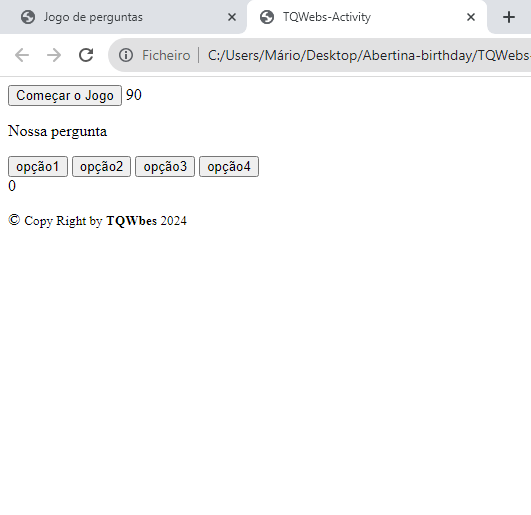 Jogo de perguntas
TQWebs-Activity
Ficheiro
C:/Users/Mário/Desktop/Abertina-birthday/TQWebs-
Começar o Jogo 90
Nossa pergunta
opção1 opção2 opção3 opção4
0
© Copy Right by TQWbes 2024